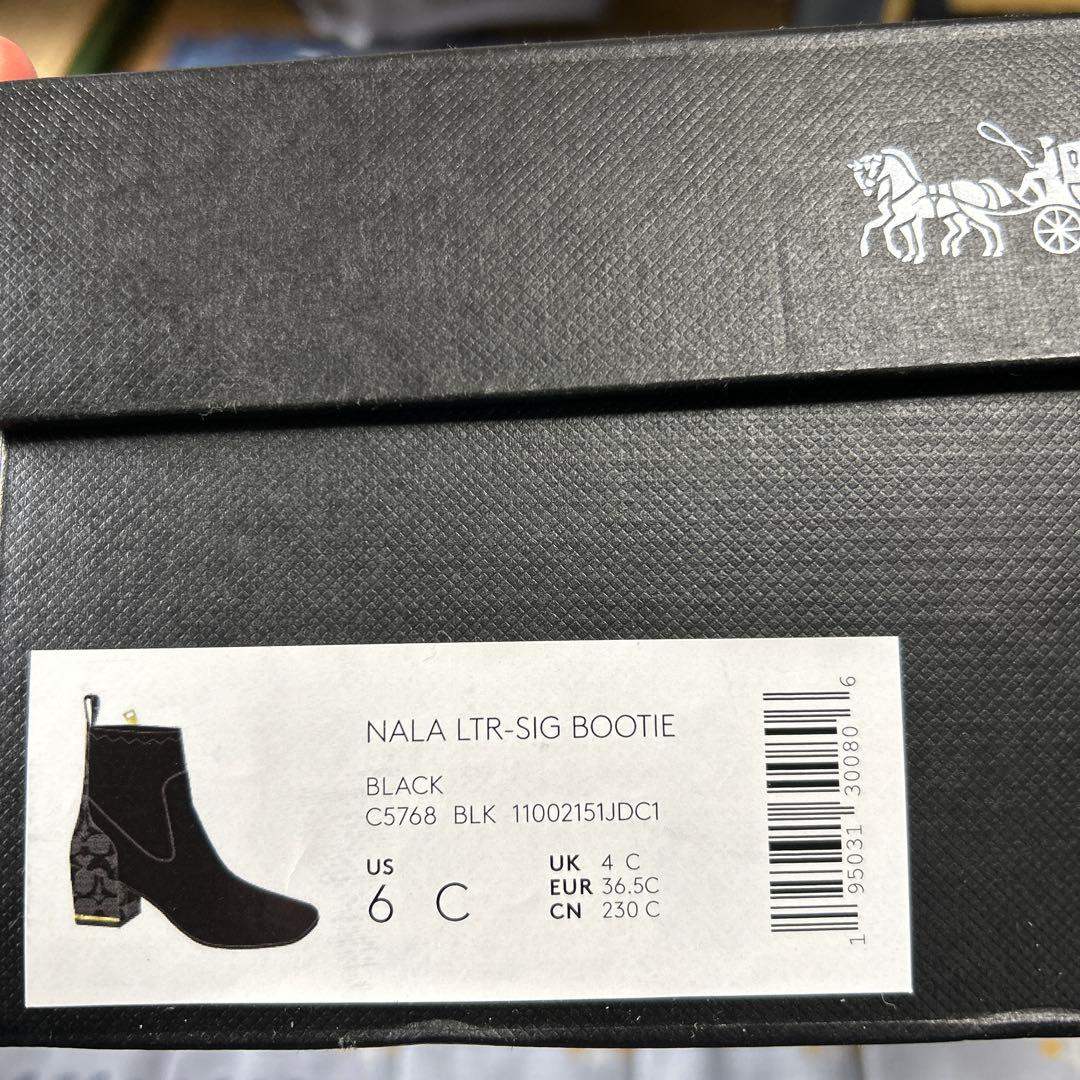 NALA LTR-SIG BOOTIE
BLACK
C5768 BLK 11002151JDC1
US
6 C
UK 4 C
EUR 36.5C
CN 230 C
1 95031 30080 6